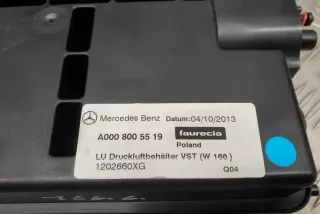 Mercedes Benz Datum:04/10/2013
A000 800 55 19 faurecia
Poland
LU Druckluftbehälter VST (W 166)
1202660XG Q04